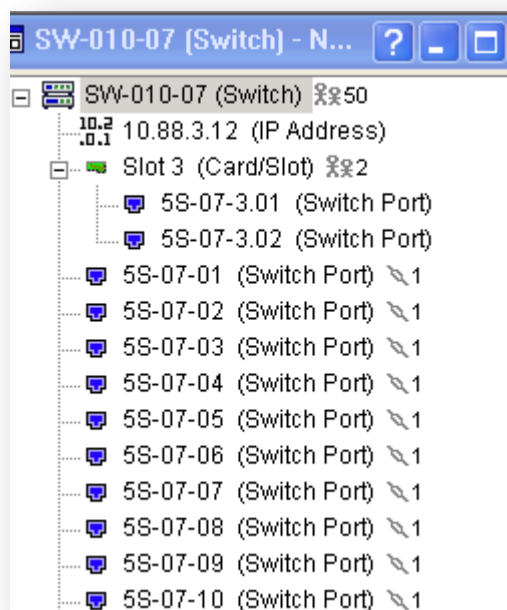 SW-010-07 (Switch) - N... ?
SW-010-07 (Switch) 50
10.2 .0.1 10.88.3.12 (IP Address)
Slot 3 (Card/Slot) 2
5S-07-3.01 (Switch Port)
5S-07-3.02 (Switch Port)
5S-07-01 (Switch Port) 1
5S-07-02 (Switch Port) 1
5S-07-03 (Switch Port) 1
5S-07-04 (Switch Port) 1
5S-07-05 (Switch Port) 1
5S-07-06 (Switch Port) 1
5S-07-07 (Switch Port) 1
5S-07-08 (Switch Port) 1
5S-07-09 (Switch Port) 1
5S-07-10 (Switch Port) 1